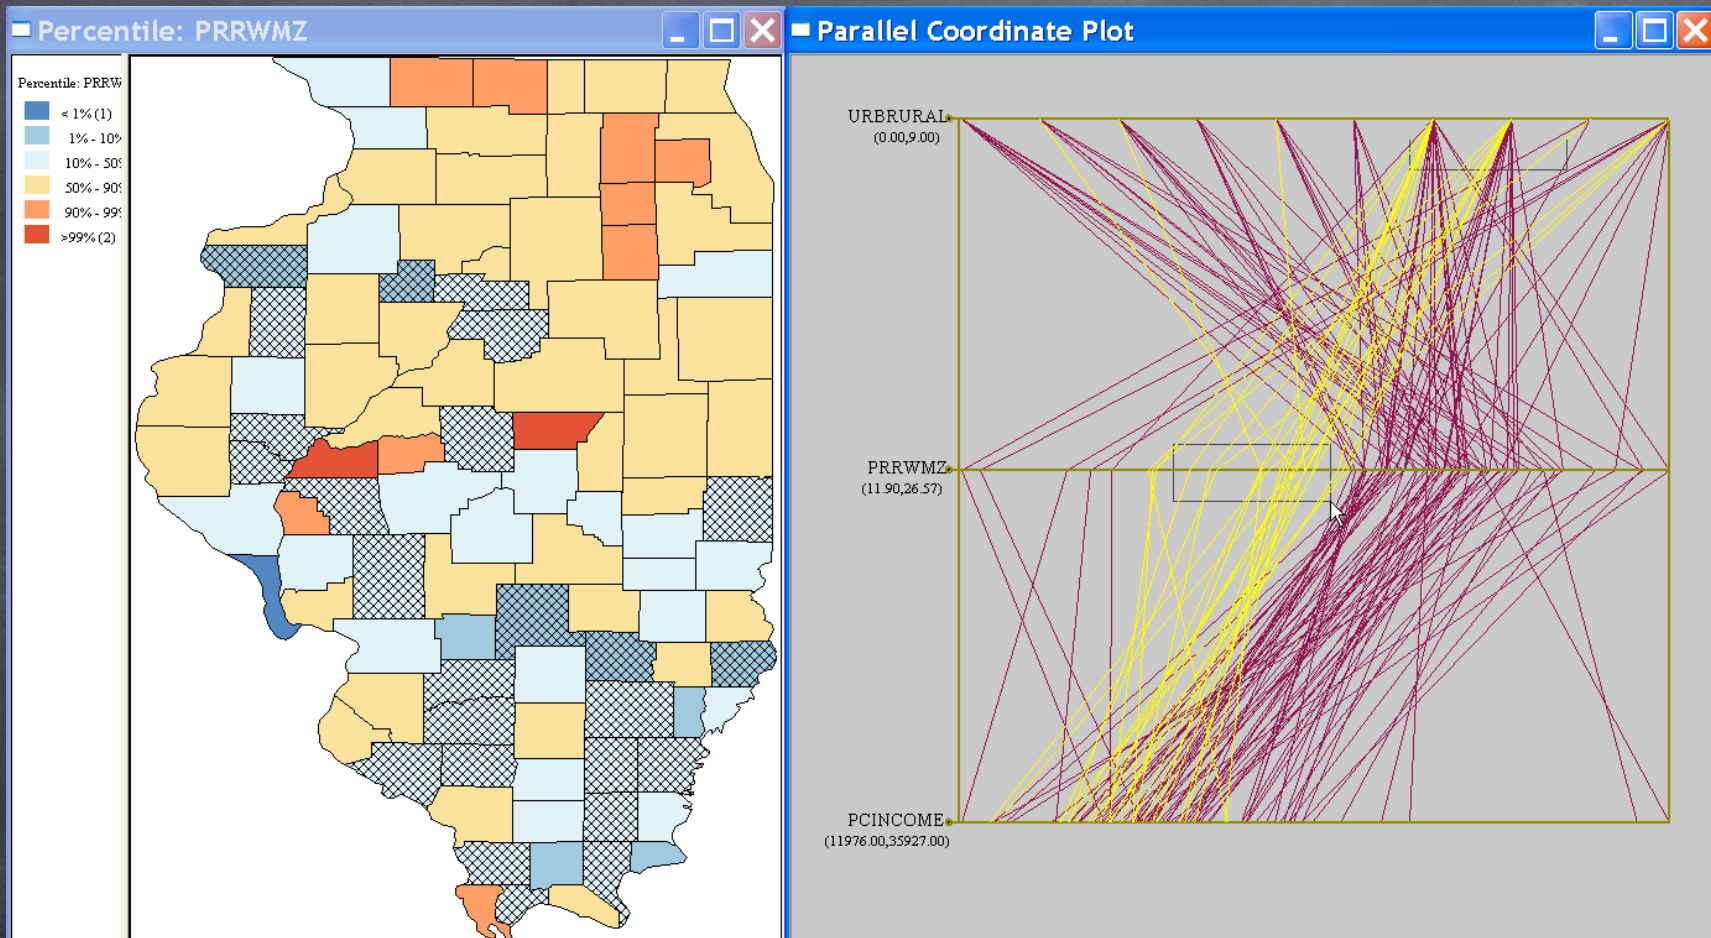 Percentile: PRRWMZ
Percentile: PRRW
< 1% (1)
1% - 10%
10% - 50%
50% - 90%
90% - 99%
>99% (2)
Parallel Coordinate Plot
URBRURAL
(0.00,9.00)
PRRWMZ
(11.90,26.57)
PCINCOME
(11976.00,35927.00)